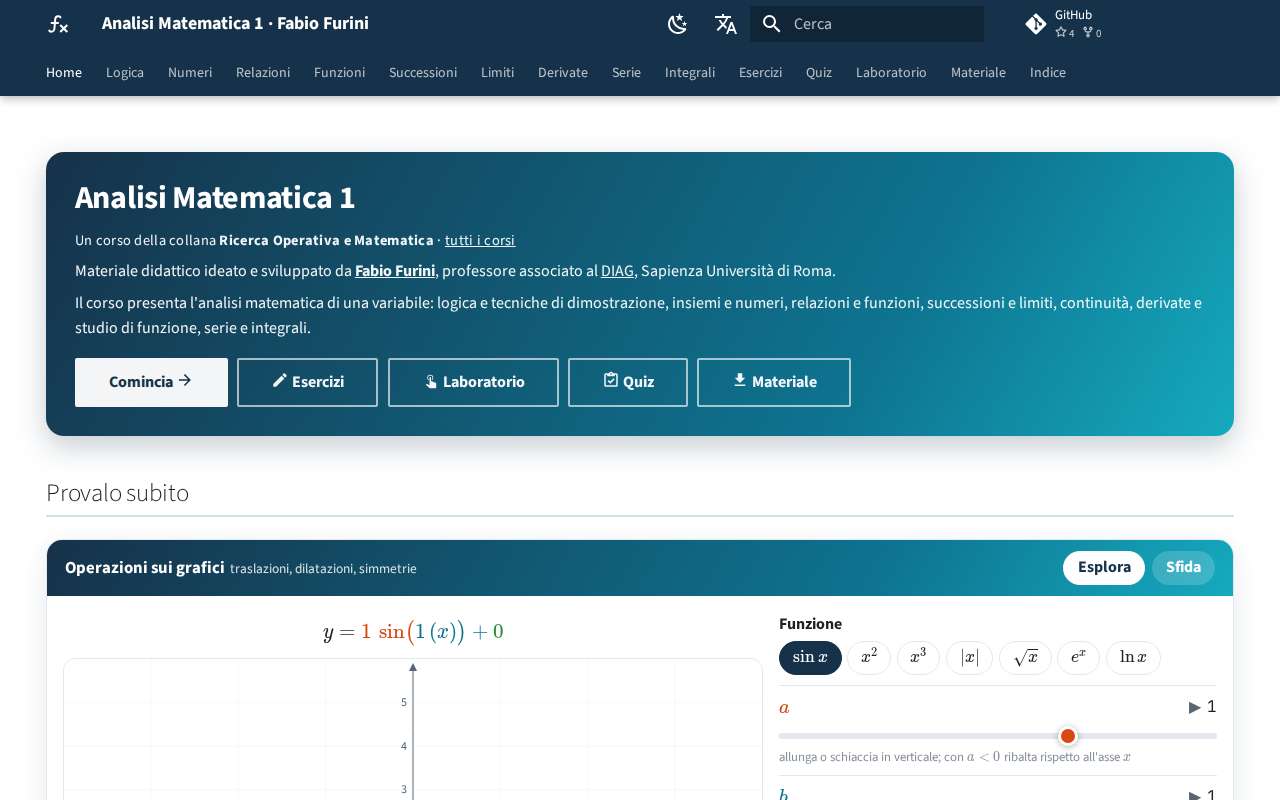 Analisi Matematica 1 · Fabio Furini
Cerca
GitHub
4 0
Home Logica Numeri Relazioni Funzioni Successioni Limiti Derivate Serie Integrali Esercizi Quiz Laboratorio Materiale Indice
Analisi Matematica 1
Un corso della collana Ricerca Operativa e Matematica · tutti i corsi
Materiale didattico ideato e sviluppato da Fabio Furini, professore associato al DIAG, Sapienza Università di Roma.
Il corso presenta l'analisi matematica di una variabile: logica e tecniche di dimostrazione, insiemi e numeri, relazioni e funzioni, successioni e limiti, continuità, derivate e
studio di funzione, serie e integrali.
Comincia → Esercizi Laboratorio Quiz Materiale
Provalo subito
Operazioni sui grafici traslazioni, dilatazioni, simmetrie
Esplora Sfida
y = 1 sin(1 (x)) + 0
5
4
3
Funzione
sin x x² x³ |x| √x eˣ ln x
a ▶ 1
allunga o schiaccia in verticale; con a < 0 ribalta rispetto all'asse x
b ▶ 1